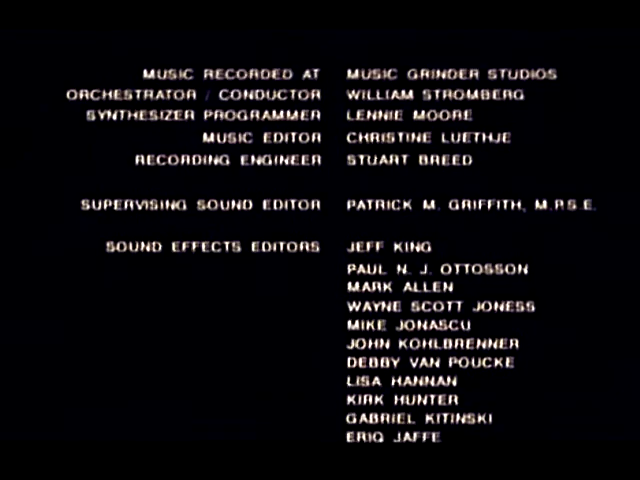 MUSIC RECORDED AT MUSIC GRINDER STUDIOS
ORCHESTRATOR / CONDUCTOR WILLIAM STROMBERG
SYNTHESIZER PROGRAMMER LENNIE MOORE
MUSIC EDITOR CHRISTINE LUETHJE
RECORDING ENGINEER STUART BREED
SUPERVISING SOUND EDITOR PATRICK M. GRIFFITH, M.P.S.E.
SOUND EFFECTS EDITORS JEFF KING
PAUL N. J. OTTOSSON
MARK ALLEN
WAYNE SCOTT JONESS
MIKE JONASCU
JOHN KOHLBRENNER
DEBBY VAN POUCKE
LISA HANNAN
KIRK HUNTER
GABRIEL KITINSKI
ERIQ JAFFE